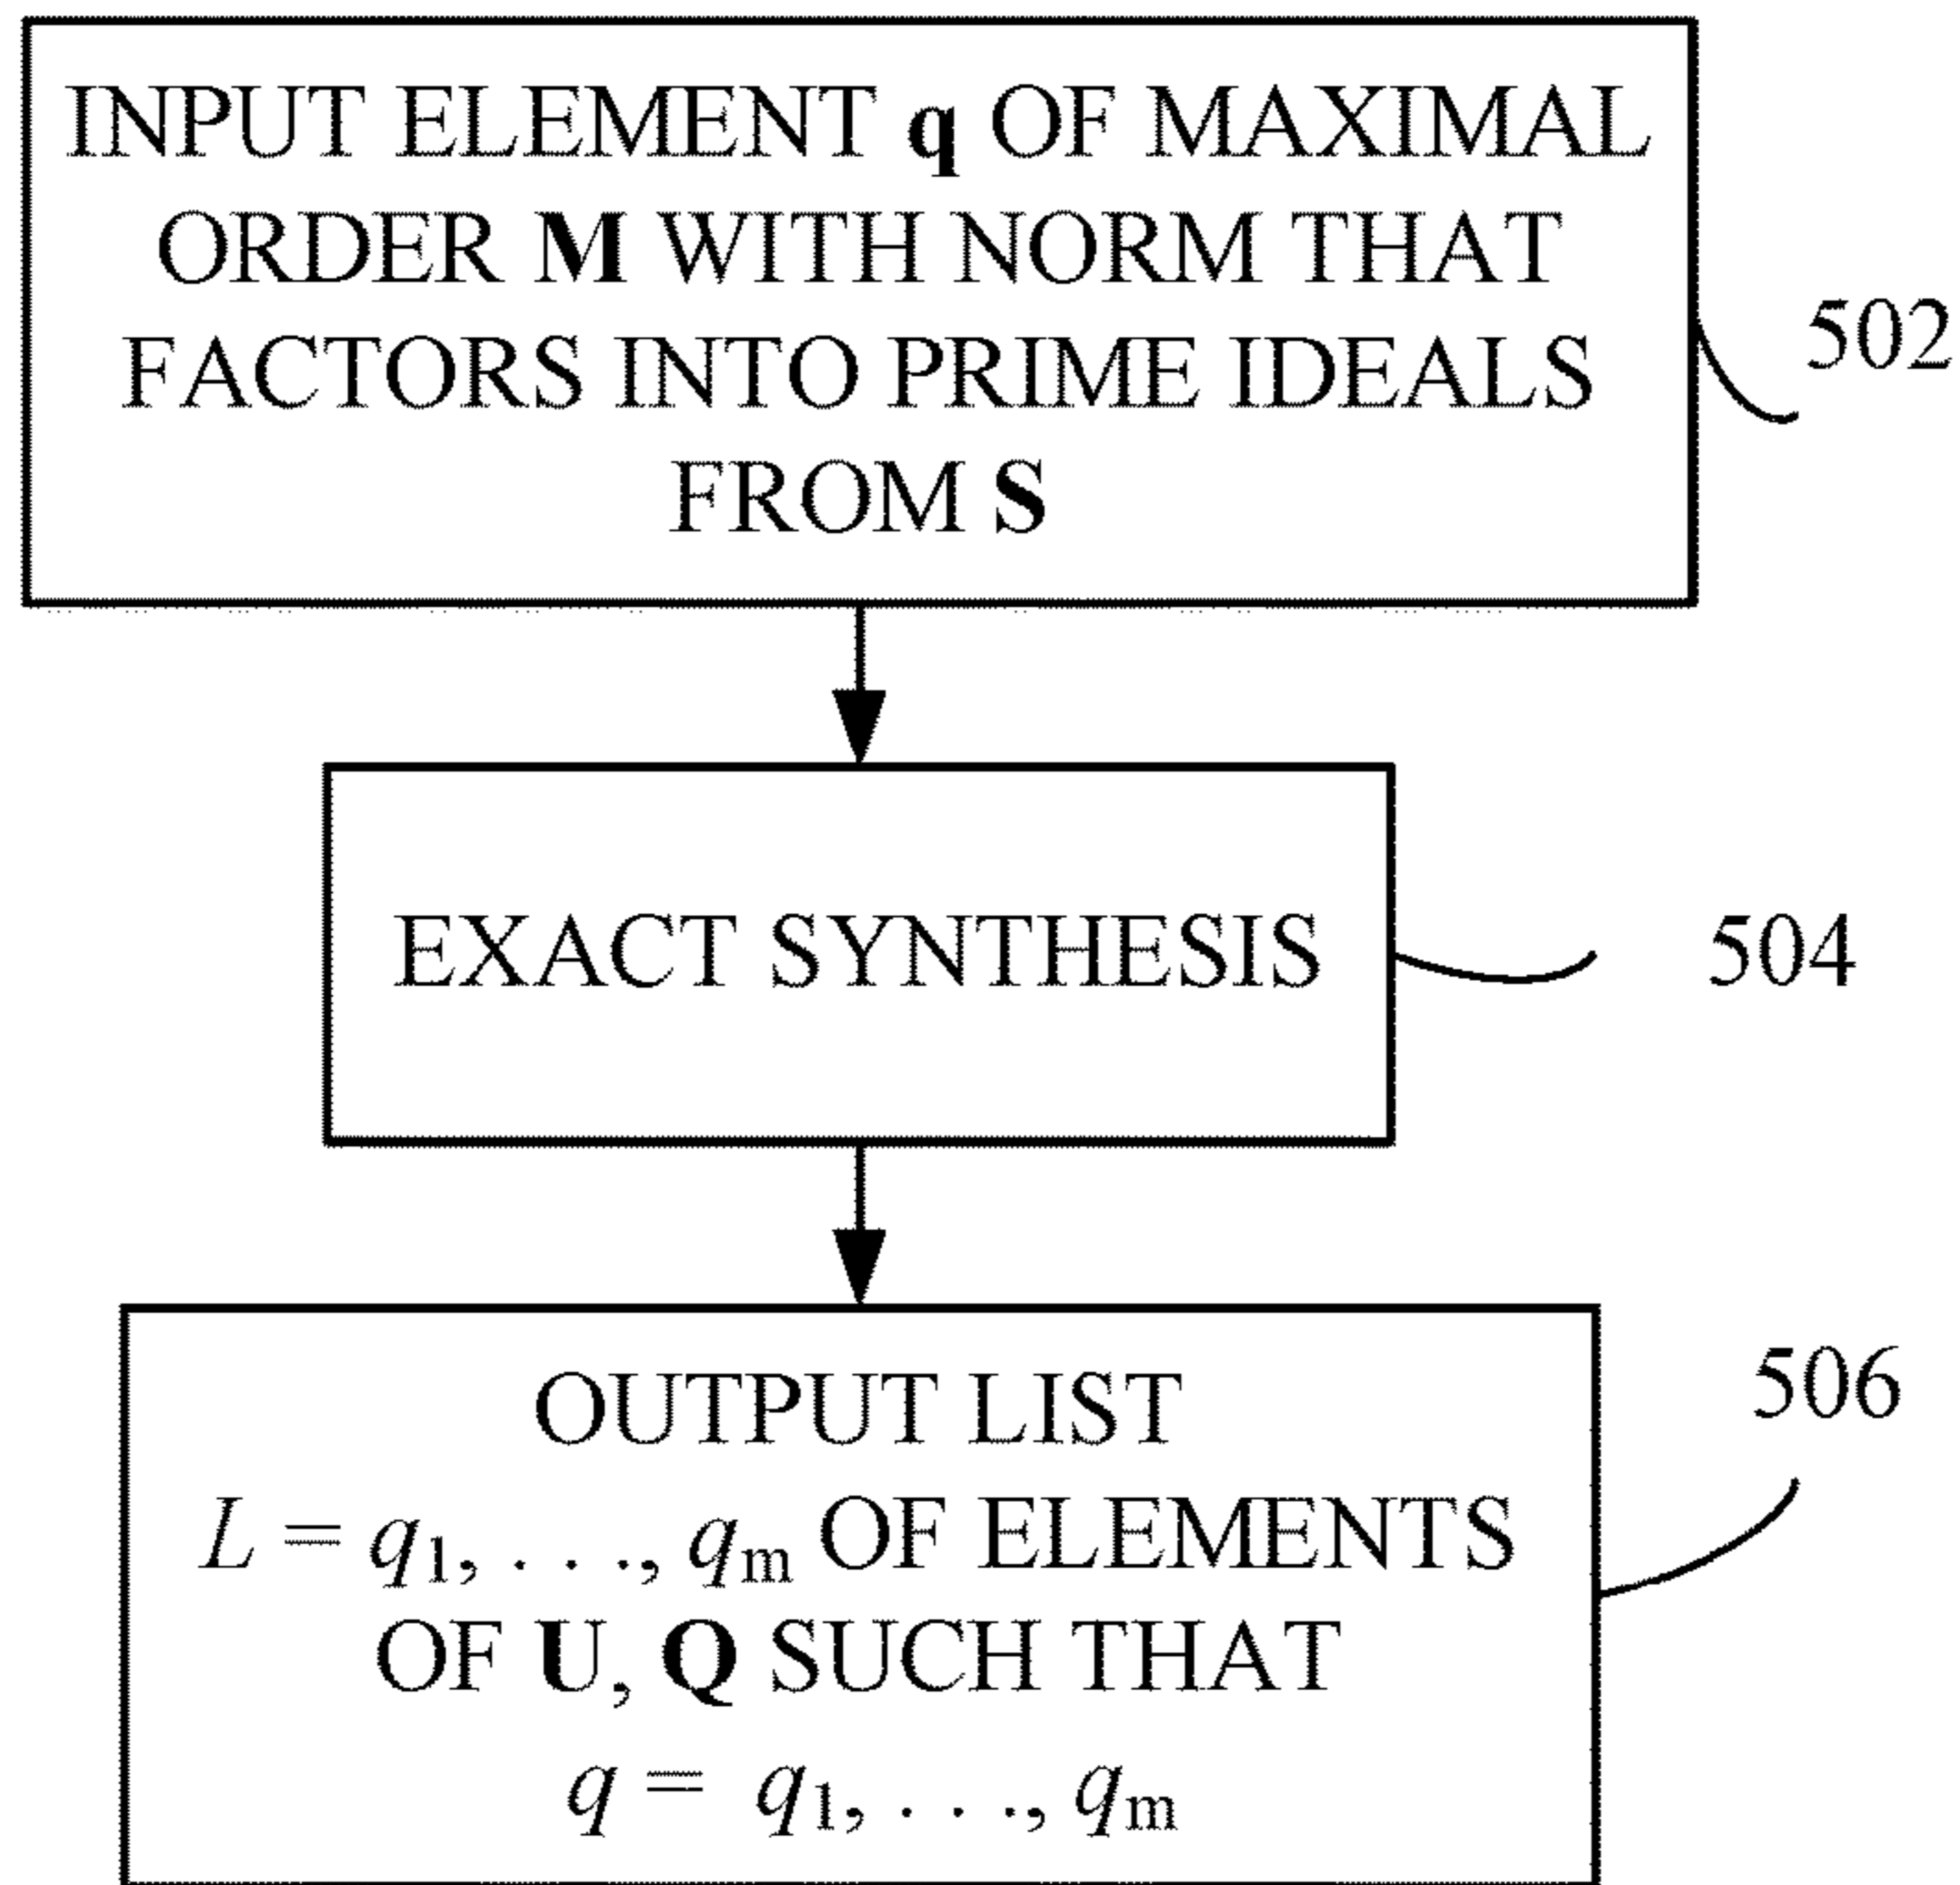 INPUT ELEMENT q OF MAXIMAL
ORDER M WITH NORM THAT
FACTORS INTO PRIME IDEALS
FROM S
502
EXACT SYNTHESIS
504
OUTPUT LIST
L = q₁, . . ., qₘ OF ELEMENTS
OF U, Q SUCH THAT
q = q₁, . . ., qₘ
506